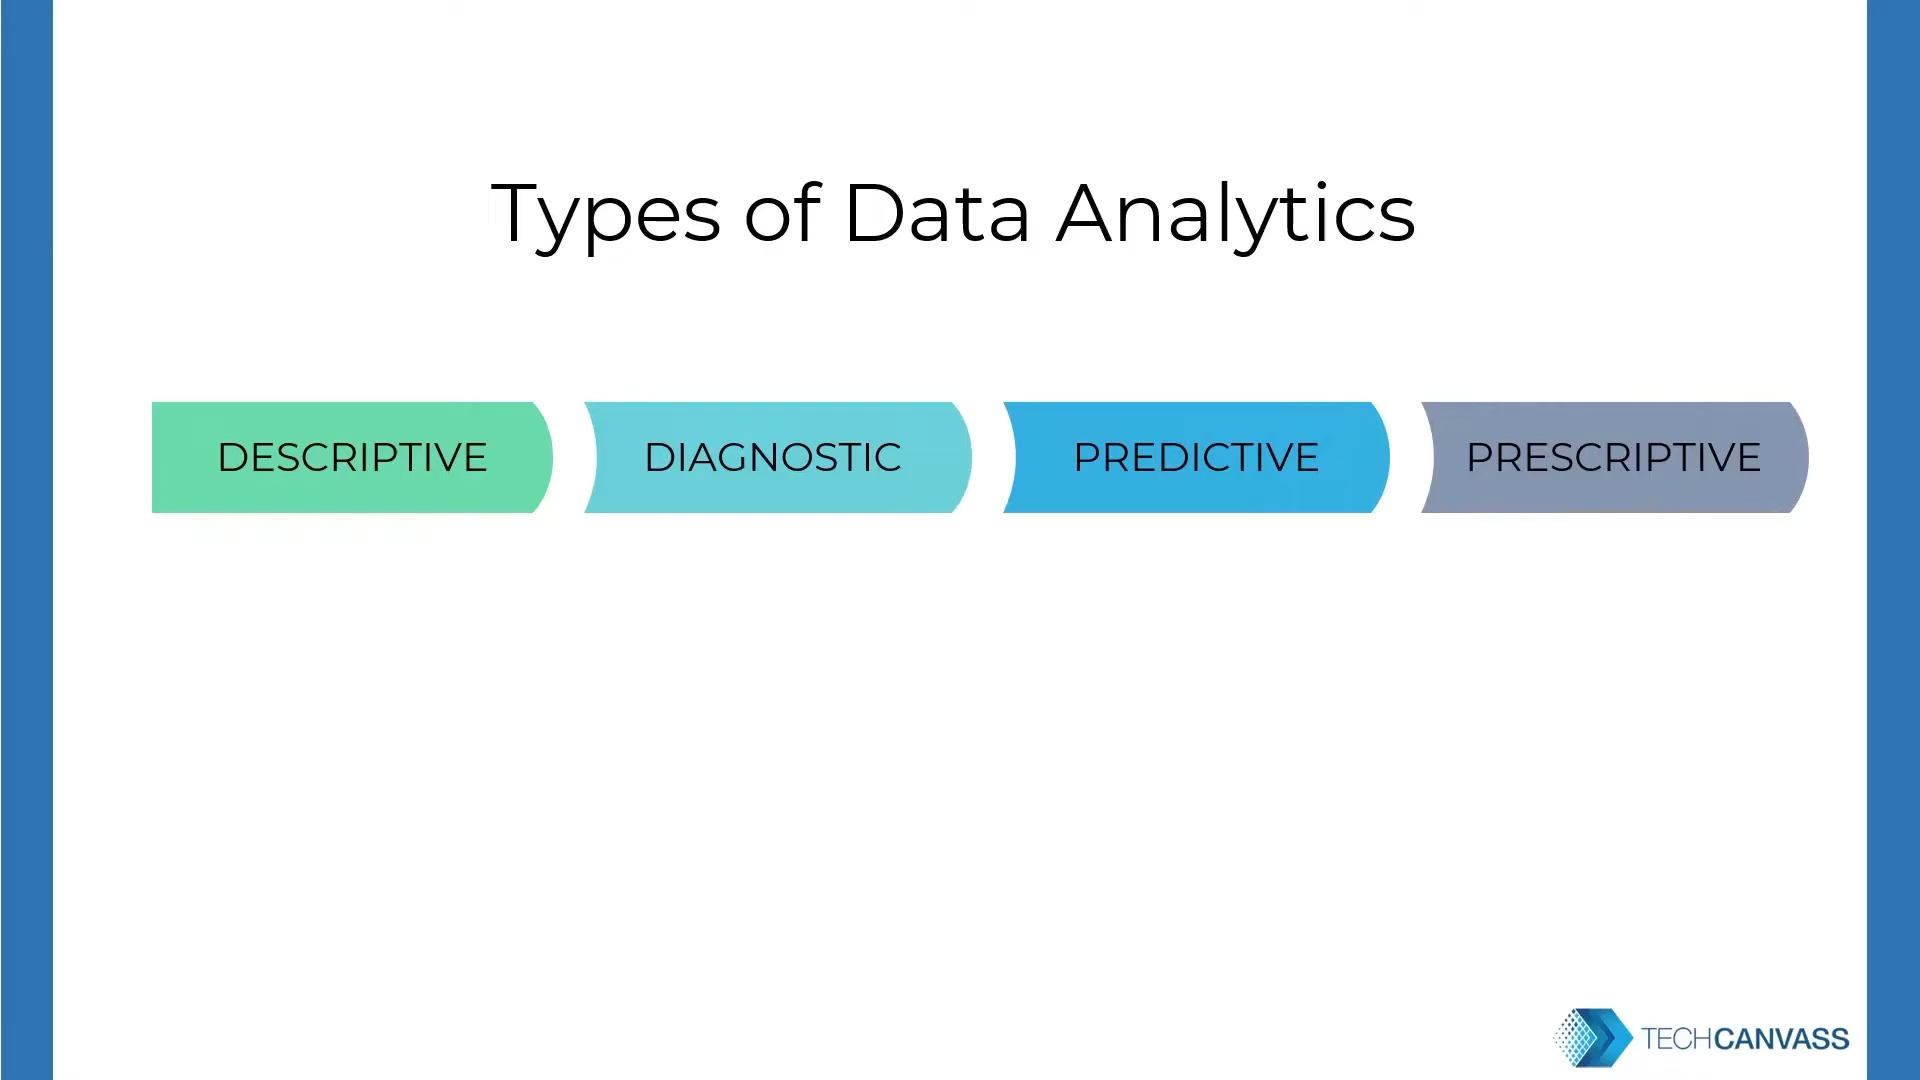 Types of Data Analytics
DESCRIPTIVE
DIAGNOSTIC
PREDICTIVE
PRESCRIPTIVE
TECHCANVASS